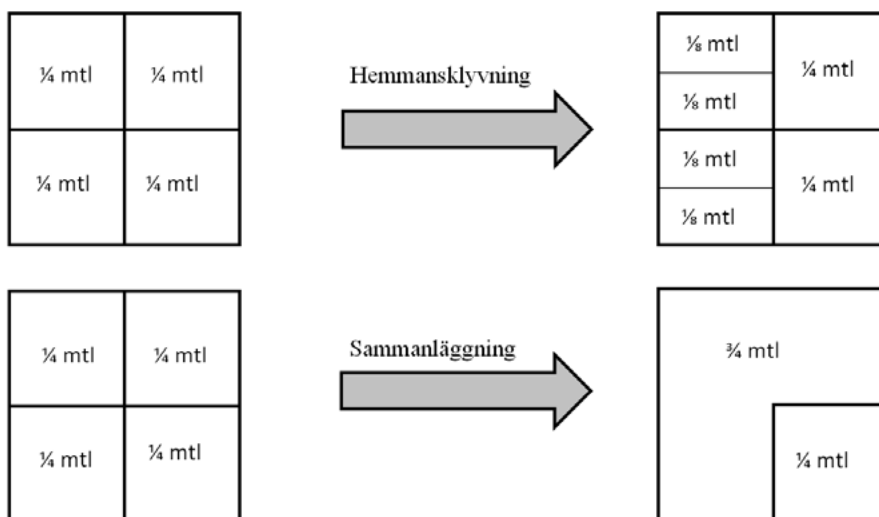 ¼ mtl ¼ mtl
¼ mtl ¼ mtl
Hemmansklyvning
⅛ mtl
⅛ mtl
¼ mtl
⅛ mtl
⅛ mtl
¼ mtl
¼ mtl ¼ mtl
¼ mtl ¼ mtl
Sammanläggning
¾ mtl
¼ mtl